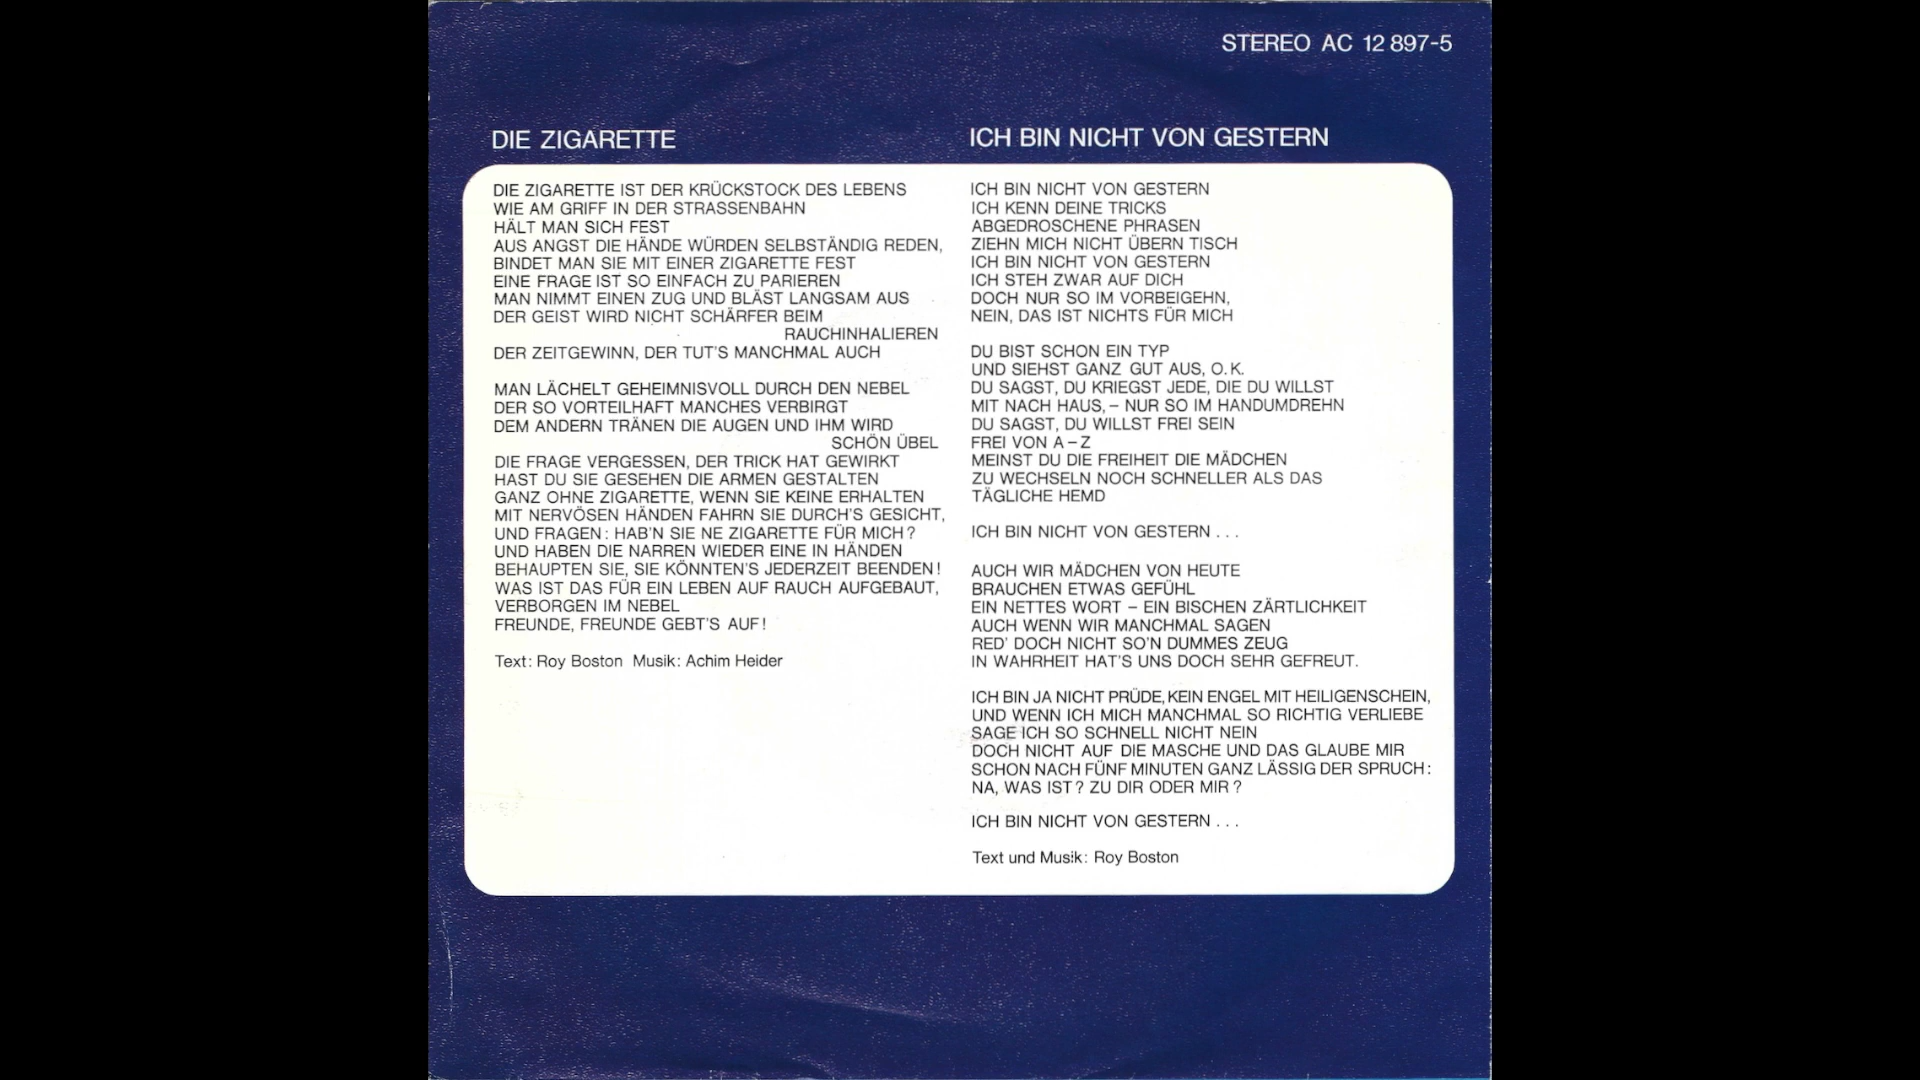 STEREO AC 12 897-5
DIE ZIGARETTE
DIE ZIGARETTE IST DER KRÜCKSTOCK DES LEBENS
WIE AM GRIFF IN DER STRASSENBAHN
HÄLT MAN SICH FEST
AUS ANGST DIE HÄNDE WÜRDEN SELBSTÄNDIG REDEN,
BINDET MAN SIE MIT EINER ZIGARETTE FEST
EINE FRAGE IST SO EINFACH ZU PARIEREN
MAN NIMMT EINEN ZUG UND BLÄST LANGSAM AUS
DER GEIST WIRD NICHT SCHÄRFER BEIM
RAUCHINHALIEREN
DER ZEITGEWINN, DER TUT'S MANCHMAL AUCH
MAN LÄCHELT GEHEIMNISVOLL DURCH DEN NEBEL
DER SO VORTEILHAFT MANCHES VERBIRGT
DEM ANDERN TRÄNEN DIE AUGEN UND IHM WIRD
SCHÖN ÜBEL
DIE FRAGE VERGESSEN, DER TRICK HAT GEWIRKT
HAST DU SIE GESEHEN DIE ARMEN GESTALTEN
GANZ OHNE ZIGARETTE, WENN SIE KEINE ERHALTEN
MIT NERVÖSEN HÄNDEN FAHRN SIE DURCH'S GESICHT,
UND FRAGEN: HAB'N SIE NE ZIGARETTE FÜR MICH?
UND HABEN DIE NARREN WIEDER EINE IN HÄNDEN
BEHAUPTEN SIE, SIE KÖNNTEN'S JEDERZEIT BEENDEN!
WAS IST DAS FÜR EIN LEBEN AUF RAUCH AUFGEBAUT,
VERBORGEN IM NEBEL
FREUNDE, FREUNDE GEBT'S AUF!
Text: Roy Boston Musik: Achim Heider
ICH BIN NICHT VON GESTERN
ICH BIN NICHT VON GESTERN
ICH KENN DEINE TRICKS
ABGEDROSCHENE PHRASEN
ZIEHN MICH NICHT ÜBERN TISCH
ICH BIN NICHT VON GESTERN
ICH STEH ZWAR AUF DICH
DOCH NUR SO IM VORBEIGEHN,
NEIN, DAS IST NICHTS FÜR MICH
DU BIST SCHON EIN TYP
UND SIEHST GANZ GUT AUS, O.K.
DU SAGST, DU KRIEGST JEDE, DIE DU WILLST
MIT NACH HAUS, – NUR SO IM HANDUMDREHN
DU SAGST, DU WILLST FREI SEIN
FREI VON A – Z
MEINST DU DIE FREIHEIT DIE MÄDCHEN
ZU WECHSELN NOCH SCHNELLER ALS DAS
TÄGLICHE HEMD
ICH BIN NICHT VON GESTERN . . .
AUCH WIR MÄDCHEN VON HEUTE
BRAUCHEN ETWAS GEFÜHL
EIN NETTES WORT – EIN BISCHEN ZÄRTLICHKEIT
AUCH WENN WIR MANCHMAL SAGEN
RED' DOCH NICHT SO'N DUMMES ZEUG
IN WAHRHEIT HAT'S UNS DOCH SEHR GEFREUT.
ICH BIN JA NICHT PRÜDE, KEIN ENGEL MIT HEILIGENSCHEIN,
UND WENN ICH MICH MANCHMAL SO RICHTIG VERLIEBE
SAGE ICH SO SCHNELL NICHT NEIN
DOCH NICHT AUF DIE MASCHE UND DAS GLAUBE MIR
SCHON NACH FÜNF MINUTEN GANZ LÄSSIG DER SPRUCH:
NA, WAS IST? ZU DIR ODER MIR?
ICH BIN NICHT VON GESTERN . . .
Text und Musik: Roy Boston